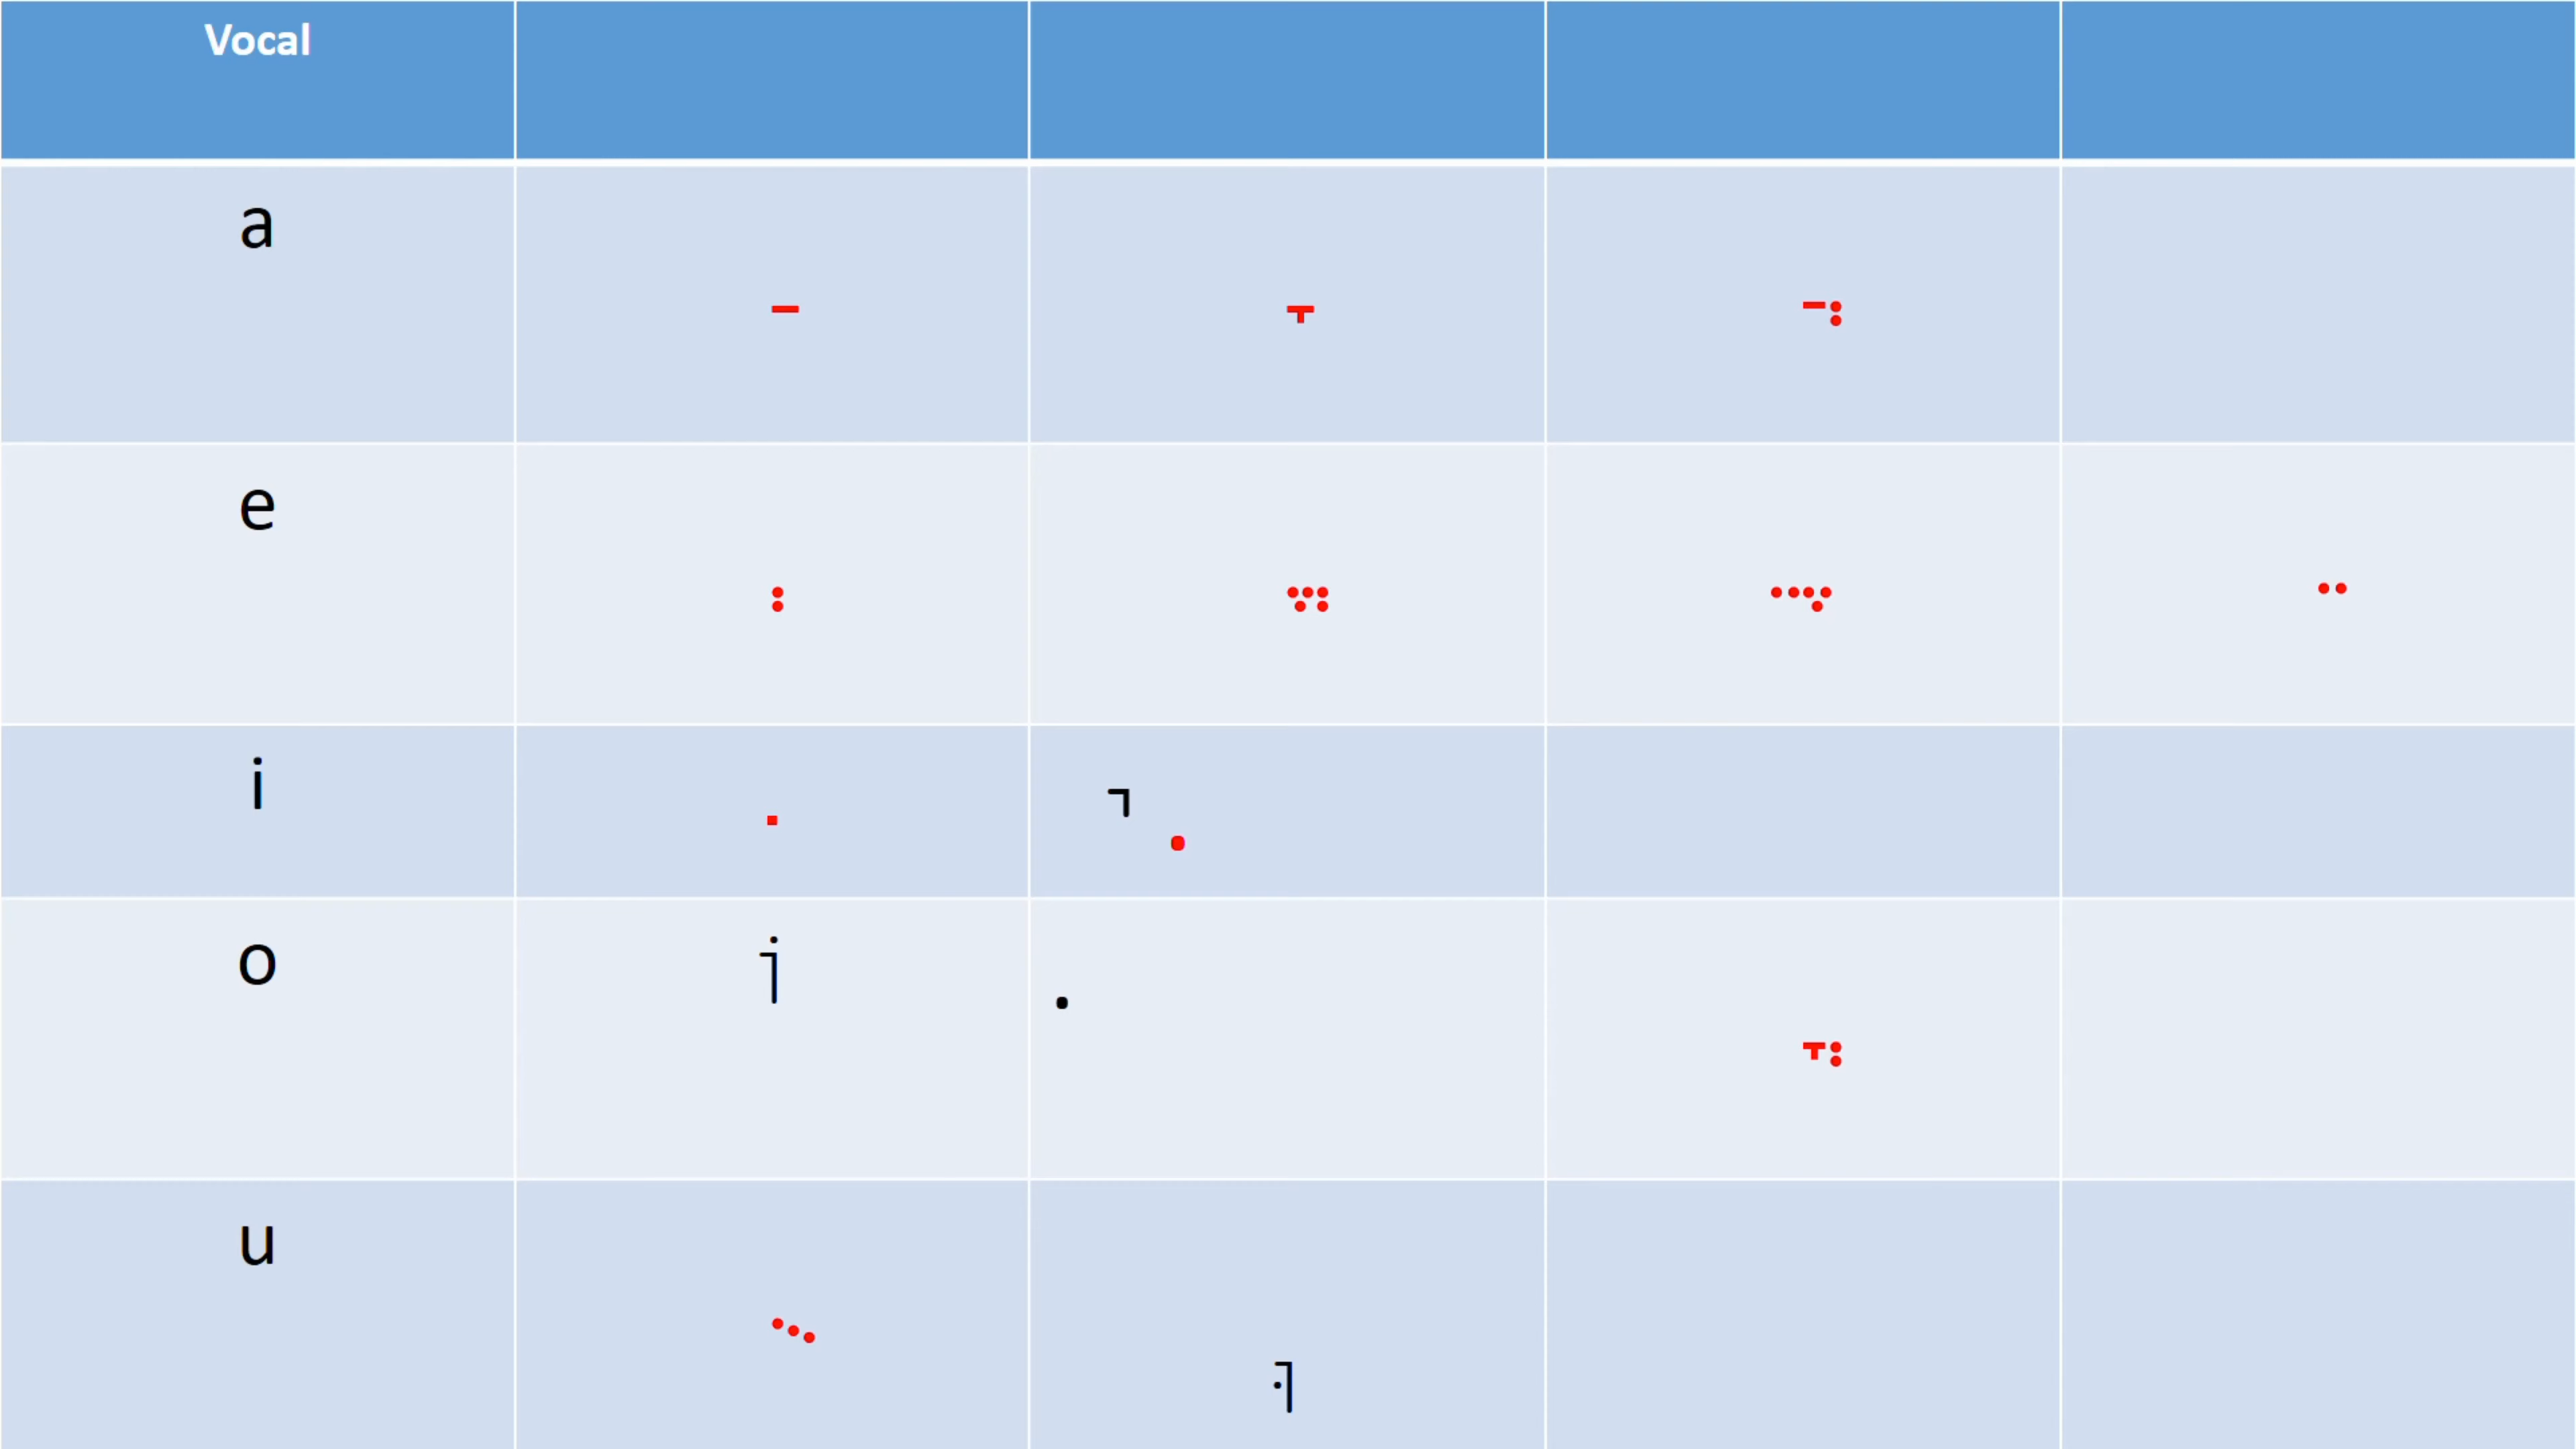 Vocal
a ַ ָ ֲ
e ְ ֱ ֵֶ ֵ
i ִ יִ
o וֹ ֹ ֳ
u ֻ וּ